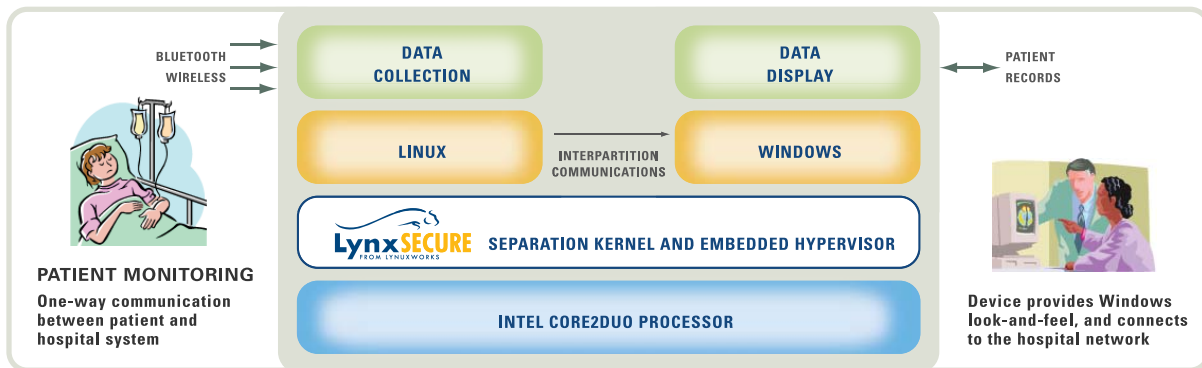 BLUETOOTH
WIRELESS
PATIENT MONITORING
One-way communication
between patient and
hospital system
DATA
COLLECTION
DATA
DISPLAY
LINUX
INTERPARTITION
COMMUNICATIONS
WINDOWS
LynxSECURE
FROM LYNUXWORKS
SEPARATION KERNEL AND EMBEDDED HYPERVISOR
INTEL CORE2DUO PROCESSOR
PATIENT
RECORDS
Device provides Windows
look-and-feel, and connects
to the hospital network